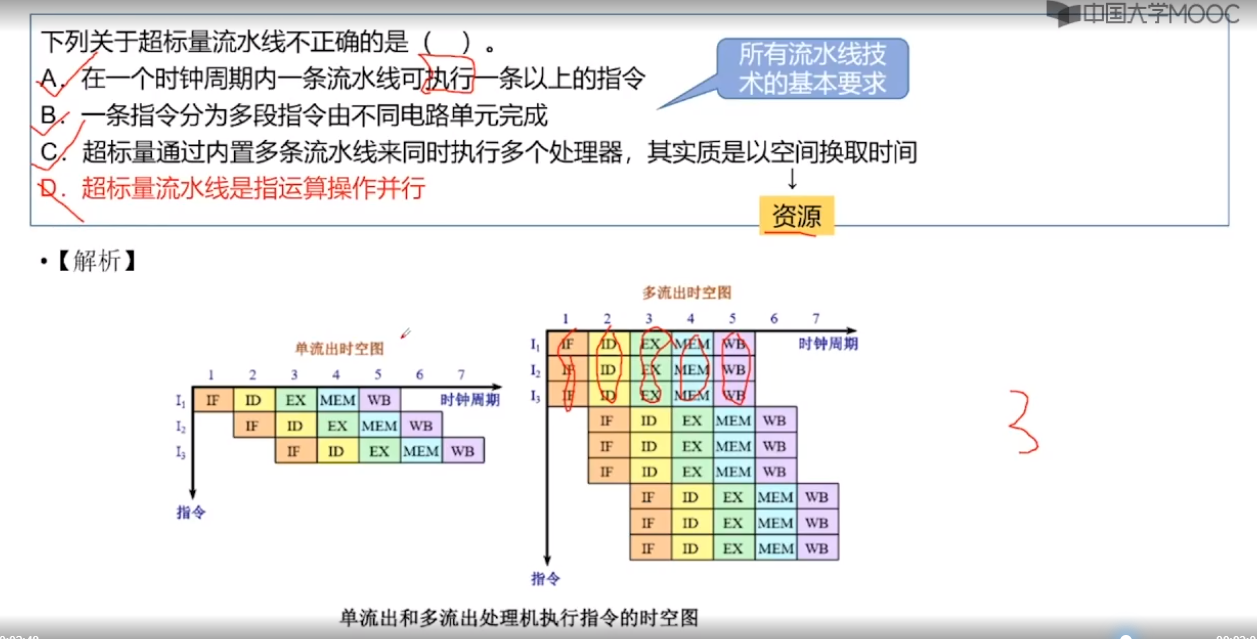 中国大学MOOC
下列关于超标量流水线不正确的是（ ）。
A．在一个时钟周期内一条流水线可执行一条以上的指令
B．一条指令分为多段指令由不同电路单元完成
C．超标量通过内置多条流水线来同时执行多个处理器，其实质是以空间换取时间
D．超标量流水线是指运算操作并行
所有流水线技
术的基本要求
资源
•【解析】
单流出时空图
1 2 3 4 5 6 7
I₁ IF ID EX MEM WB 时钟周期
I₂ IF ID EX MEM WB
I₃ IF ID EX MEM WB
指令
多流出时空图
1 2 3 4 5 6 7
I₁ IF ID EX MEM WB 时钟周期
I₂ IF ID EX MEM WB
I₃ IF ID EX MEM WB
IF ID EX MEM WB
IF ID EX MEM WB
IF ID EX MEM WB
IF ID EX MEM WB
IF ID EX MEM WB
IF ID EX MEM WB
指令
3
单流出和多流出处理机执行指令的时空图